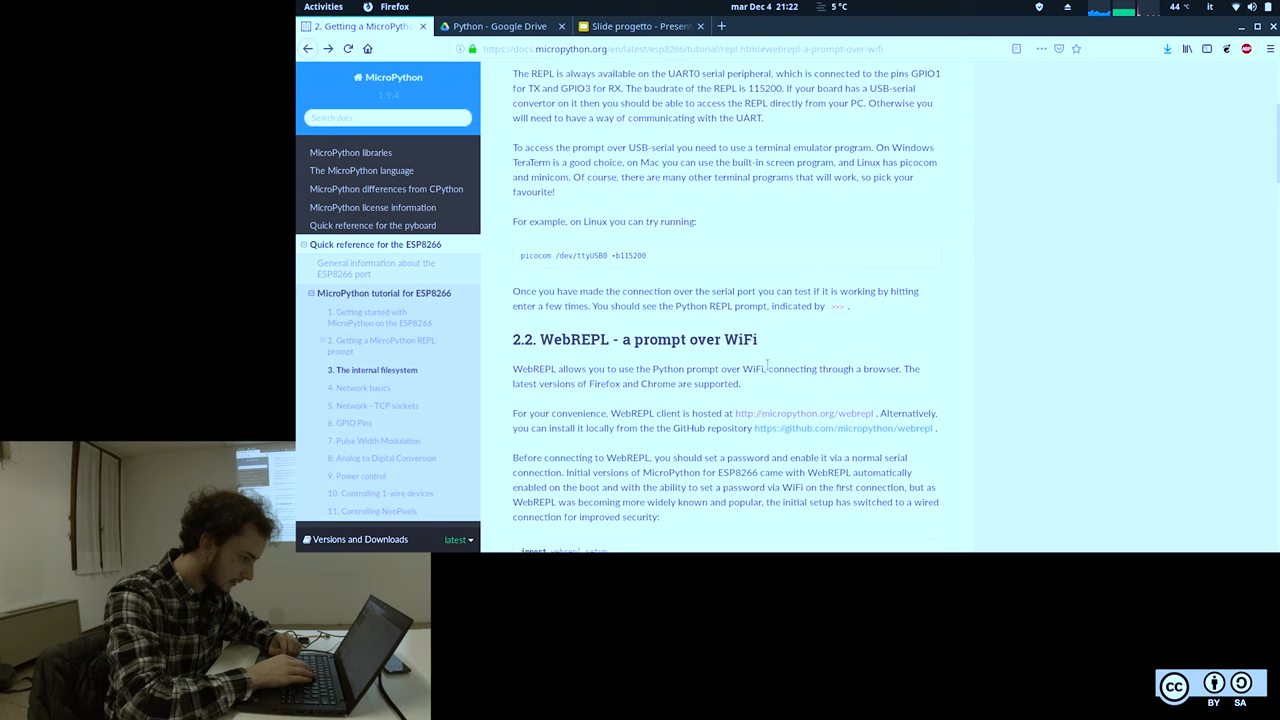 Activities Firefox mar Dec 4 21:22 5 °C 44 °C it
2. Getting a MicroPyth Python - Google Drive Slide progetto - Present
https://docs.micropython.org/en/latest/esp8266/tutorial/repl.html#webrepl-a-prompt-over-wifi
MicroPython
1.9.4
Search docs
MicroPython libraries
The MicroPython language
MicroPython differences from CPython
MicroPython license information
Quick reference for the pyboard
Quick reference for the ESP8266
General information about the
ESP8266 port
MicroPython tutorial for ESP8266
1. Getting started with
MicroPython on the ESP8266
2. Getting a MicroPython REPL
prompt
3. The internal filesystem
4. Network basics
5. Network - TCP sockets
6. GPIO Pins
7. Pulse Width Modulation
8. Analog to Digital Conversion
9. Power control
10. Controlling 1-wire devices
11. Controlling NeoPixels
Versions and Downloads latest
The REPL is always available on the UART0 serial peripheral, which is connected to the pins GPIO1
for TX and GPIO3 for RX. The baudrate of the REPL is 115200. If your board has a USB-serial
convertor on it then you should be able to access the REPL directly from your PC. Otherwise you
will need to have a way of communicating with the UART.
To access the prompt over USB-serial you need to use a terminal emulator program. On Windows
TeraTerm is a good choice, on Mac you can use the built-in screen program, and Linux has picocom
and minicom. Of course, there are many other terminal programs that will work, so pick your
favourite!
For example, on Linux you can try running:
picocom /dev/ttyUSB0 -b115200
Once you have made the connection over the serial port you can test if it is working by hitting
enter a few times. You should see the Python REPL prompt, indicated by >>> .
2.2. WebREPL - a prompt over WiFi
WebREPL allows you to use the Python prompt over WiFi, connecting through a browser. The
latest versions of Firefox and Chrome are supported.
For your convenience, WebREPL client is hosted at http://micropython.org/webrepl . Alternatively,
you can install it locally from the the GitHub repository https://github.com/micropython/webrepl .
Before connecting to WebREPL, you should set a password and enable it via a normal serial
connection. Initial versions of MicroPython for ESP8266 came with WebREPL automatically
enabled on the boot and with the ability to set a password via WiFi on the first connection, but as
WebREPL was becoming more widely known and popular, the initial setup has switched to a wired
connection for improved security:
import webrepl_setup
CC BY SA